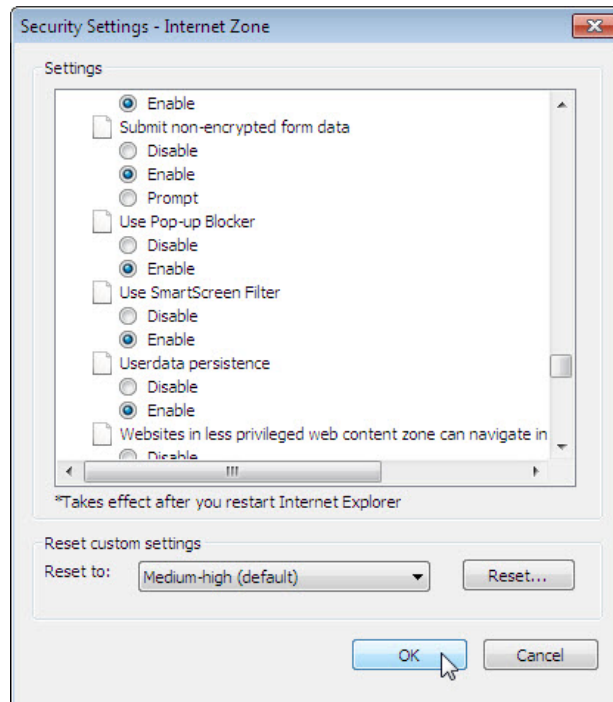 Security Settings - Internet Zone
Settings
Enable
Submit non-encrypted form data
Disable
Enable
Prompt
Use Pop-up Blocker
Disable
Enable
Use SmartScreen Filter
Disable
Enable
Userdata persistence
Disable
Enable
Websites in less privileged web content zone can navigate in
Disable
*Takes effect after you restart Internet Explorer
Reset custom settings
Reset to: Medium-high (default) Reset...
OK Cancel